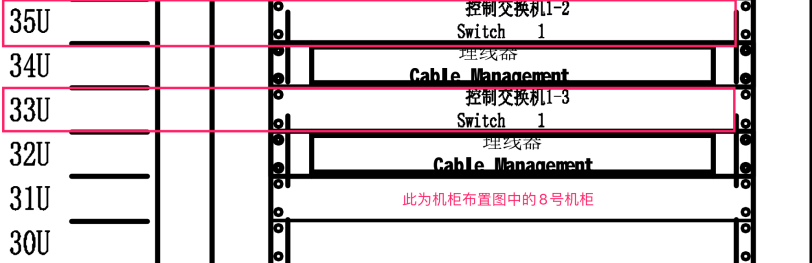 35U
控制交换机1-2
Switch 1
34U
理线器
Cable Management
33U
控制交换机1-3
Switch 1
32U
理线器
Cable Management
31U
此为机柜布置图中的8号机柜
30U